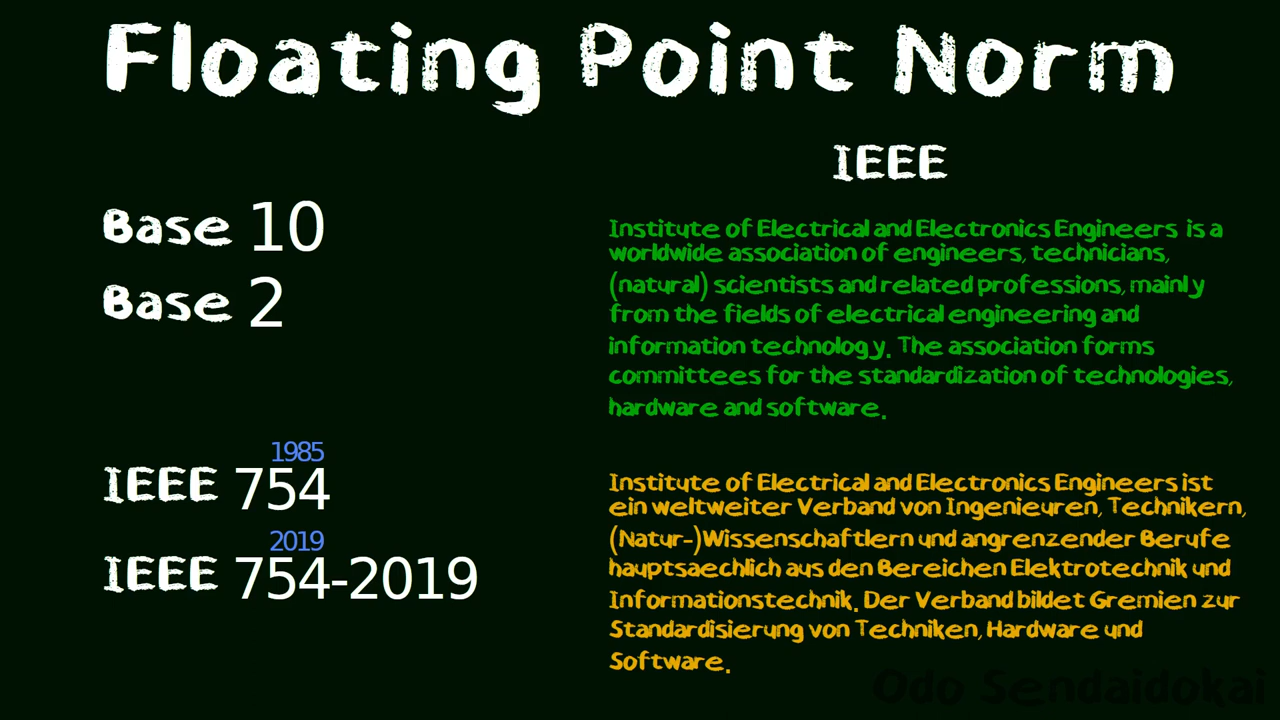 Floating Point Norm
IEEE
Base 10
Base 2
Institute of Electrical and Electronics Engineers is a
worldwide association of engineers, technicians,
(natural) scientists and related professions, mainly
from the fields of electrical engineering and
information technology. The association forms
committees for the standardization of technologies,
hardware and software.
1985
IEEE 754
2019
IEEE 754-2019
Institute of Electrical and Electronics Engineers ist
ein weltweiter Verband von Ingenieuren, Technikern,
(Natur-)Wissenschaftlern und angrenzender Berufe
hauptsaechlich aus den Bereichen Elektrotechnik und
Informationstechnik. Der Verband bildet Gremien zur
Standardisierung von Techniken, Hardware und
Software.
Odo Sendaidokai